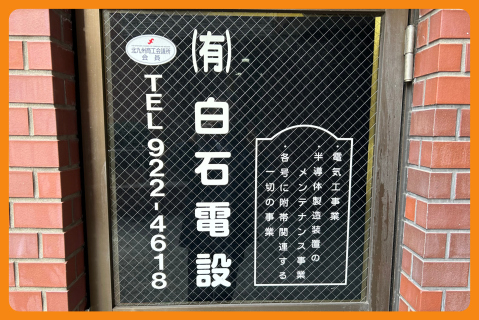 北九州商工会議所
会員
㈲白石電設
TEL922-4618
・電気工事業
・半導体製造装置の
メンテナンス事業
・各号に附帯関連する
一切の事業